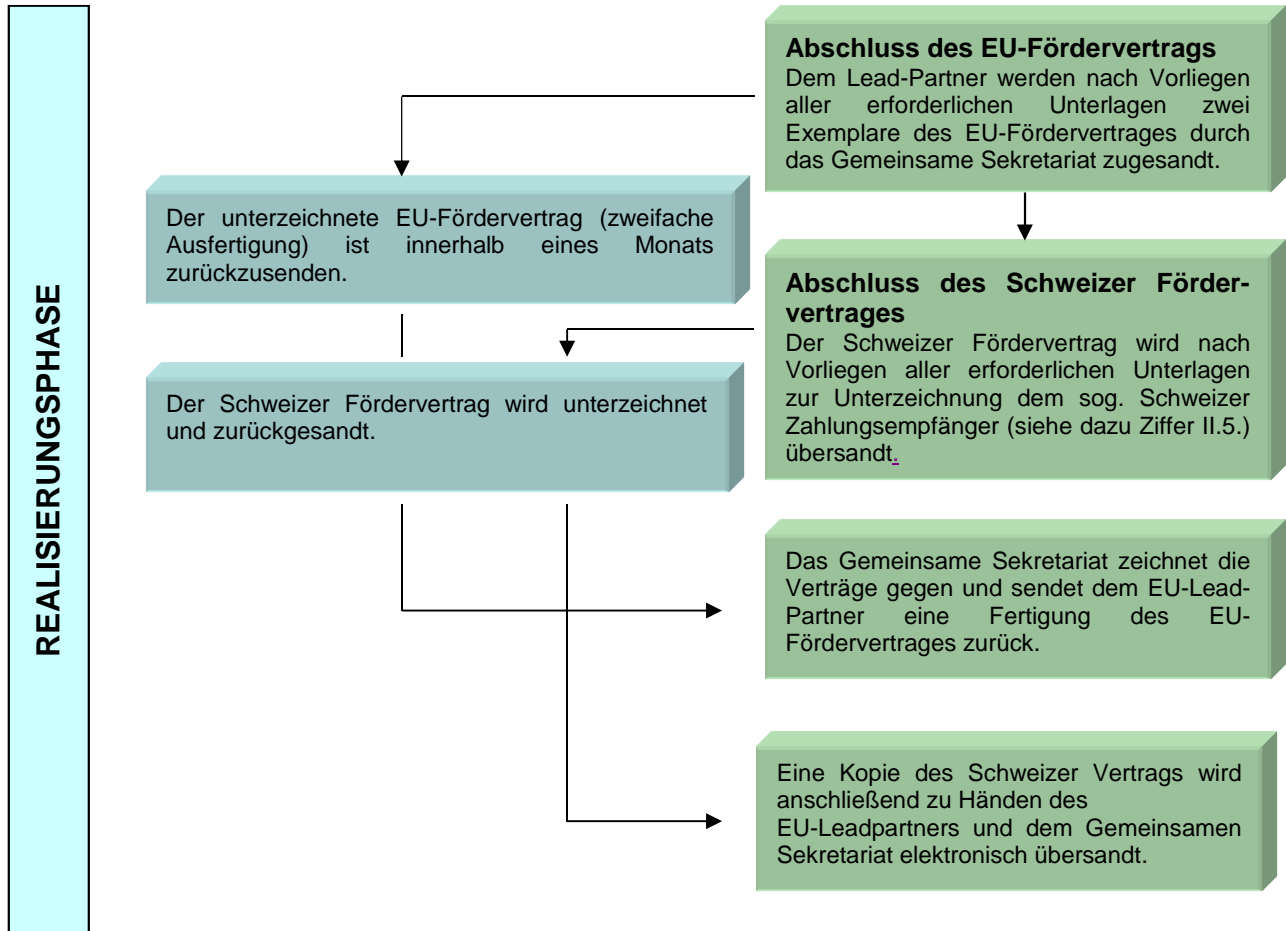 REALISIERUNGSPHASE
Abschluss des EU-Fördervertrags
Dem Lead-Partner werden nach Vorliegen
aller erforderlichen Unterlagen zwei
Exemplare des EU-Fördervertrages durch
das Gemeinsame Sekretariat zugesandt.
Der unterzeichnete EU-Fördervertrag (zweifache
Ausfertigung) ist innerhalb eines Monats
zurückzusenden.
Abschluss des Schweizer Förder-
vertrages
Der Schweizer Fördervertrag wird nach
Vorliegen aller erforderlichen Unterlagen
zur Unterzeichnung dem sog. Schweizer
Zahlungsempfänger (siehe dazu Ziffer II.5.)
übersandt.
Der Schweizer Fördervertrag wird unterzeichnet
und zurückgesandt.
Das Gemeinsame Sekretariat zeichnet die
Verträge gegen und sendet dem EU-Lead-
Partner eine Fertigung des EU-
Fördervertrages zurück.
Eine Kopie des Schweizer Vertrags wird
anschließend zu Händen des
EU-Leadpartners und dem Gemeinsamen
Sekretariat elektronisch übersandt.